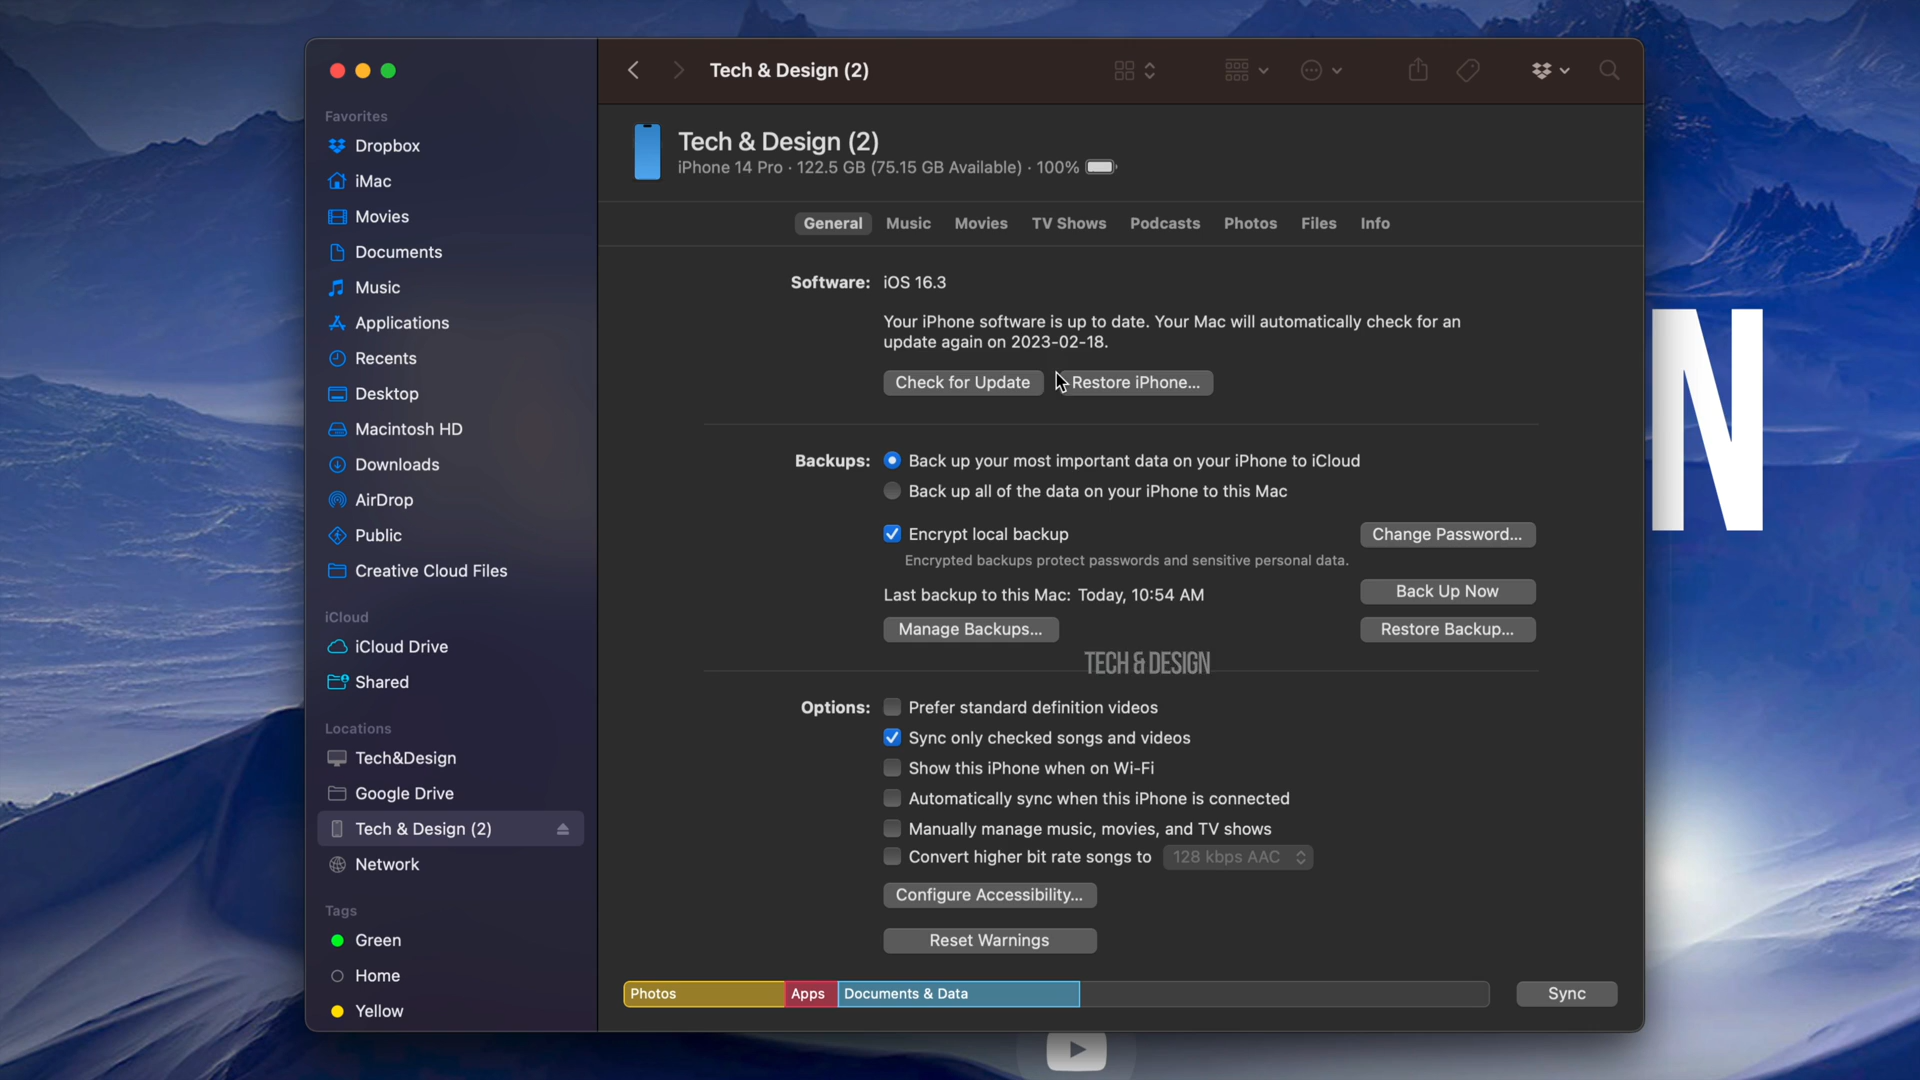 Tech & Design (2)
Favorites
Dropbox
iMac
Movies
Documents
Music
Applications
Recents
Desktop
Macintosh HD
Downloads
AirDrop
Public
Creative Cloud Files
iCloud
iCloud Drive
Shared
Locations
Tech&Design
Google Drive
Tech & Design (2)
Network
Tags
Green
Home
Yellow
Tech & Design (2)
iPhone 14 Pro · 122.5 GB (75.15 GB Available) · 100%
General Music Movies TV Shows Podcasts Photos Files Info
Software: iOS 16.3
Your iPhone software is up to date. Your Mac will automatically check for an
update again on 2023-02-18.
Check for Update Restore iPhone...
Backups: Back up your most important data on your iPhone to iCloud
Back up all of the data on your iPhone to this Mac
Encrypt local backup Change Password...
Encrypted backups protect passwords and sensitive personal data.
Last backup to this Mac: Today, 10:54 AM Back Up Now
Manage Backups... Restore Backup...
TECH & DESIGN
Options: Prefer standard definition videos
Sync only checked songs and videos
Show this iPhone when on Wi-Fi
Automatically sync when this iPhone is connected
Manually manage music, movies, and TV shows
Convert higher bit rate songs to 128 kbps AAC
Configure Accessibility...
Reset Warnings
Photos Apps Documents & Data Sync
N